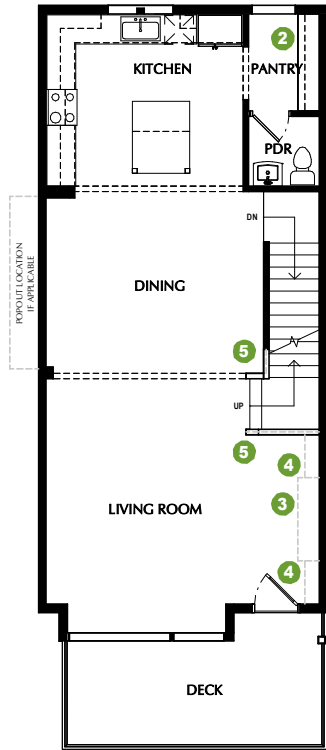 2
KITCHEN
PANTRY
PDR
DN
POPOUT LOCATION
IF APPLICABLE
DINING
5
UP
5
4
3
LIVING ROOM
4
DECK